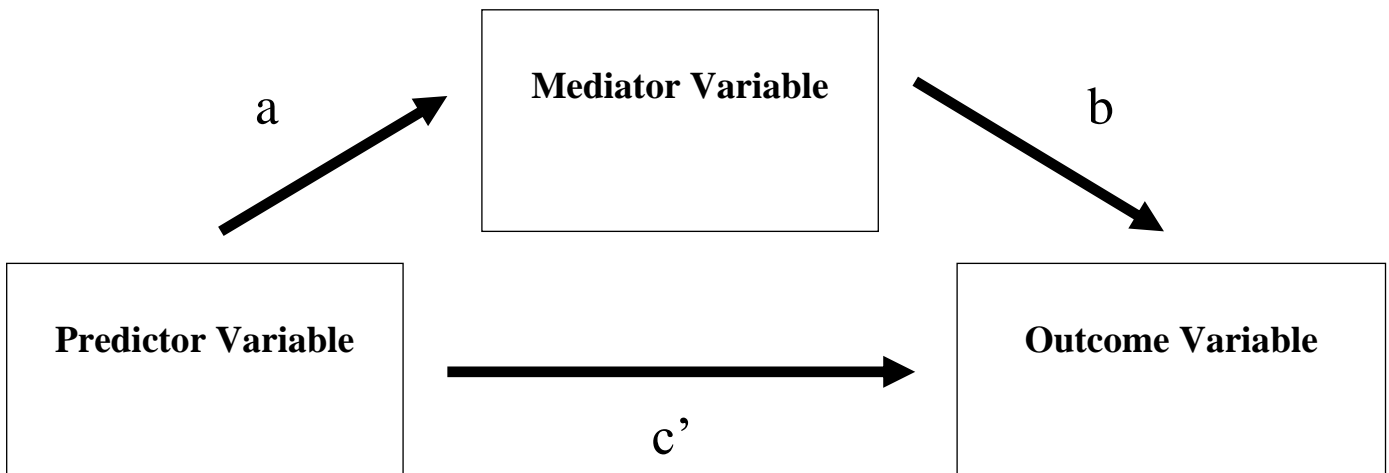 Mediator Variable
a
b
Predictor Variable
Outcome Variable
c’